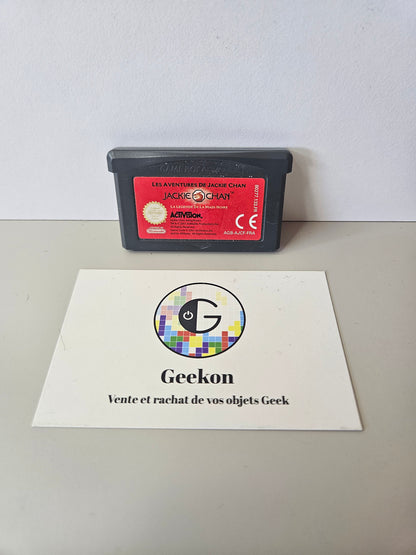 GAME BOY ADVANCE
LES AVENTURES DE JACKIE CHAN
JACKIE CHAN
LA LÉGENDE DE LA MAIN NOIRE
ACTIVISION
CE
AGB-AJCF-FRA
G
Geekon
Vente et rachat de vos objets Geek